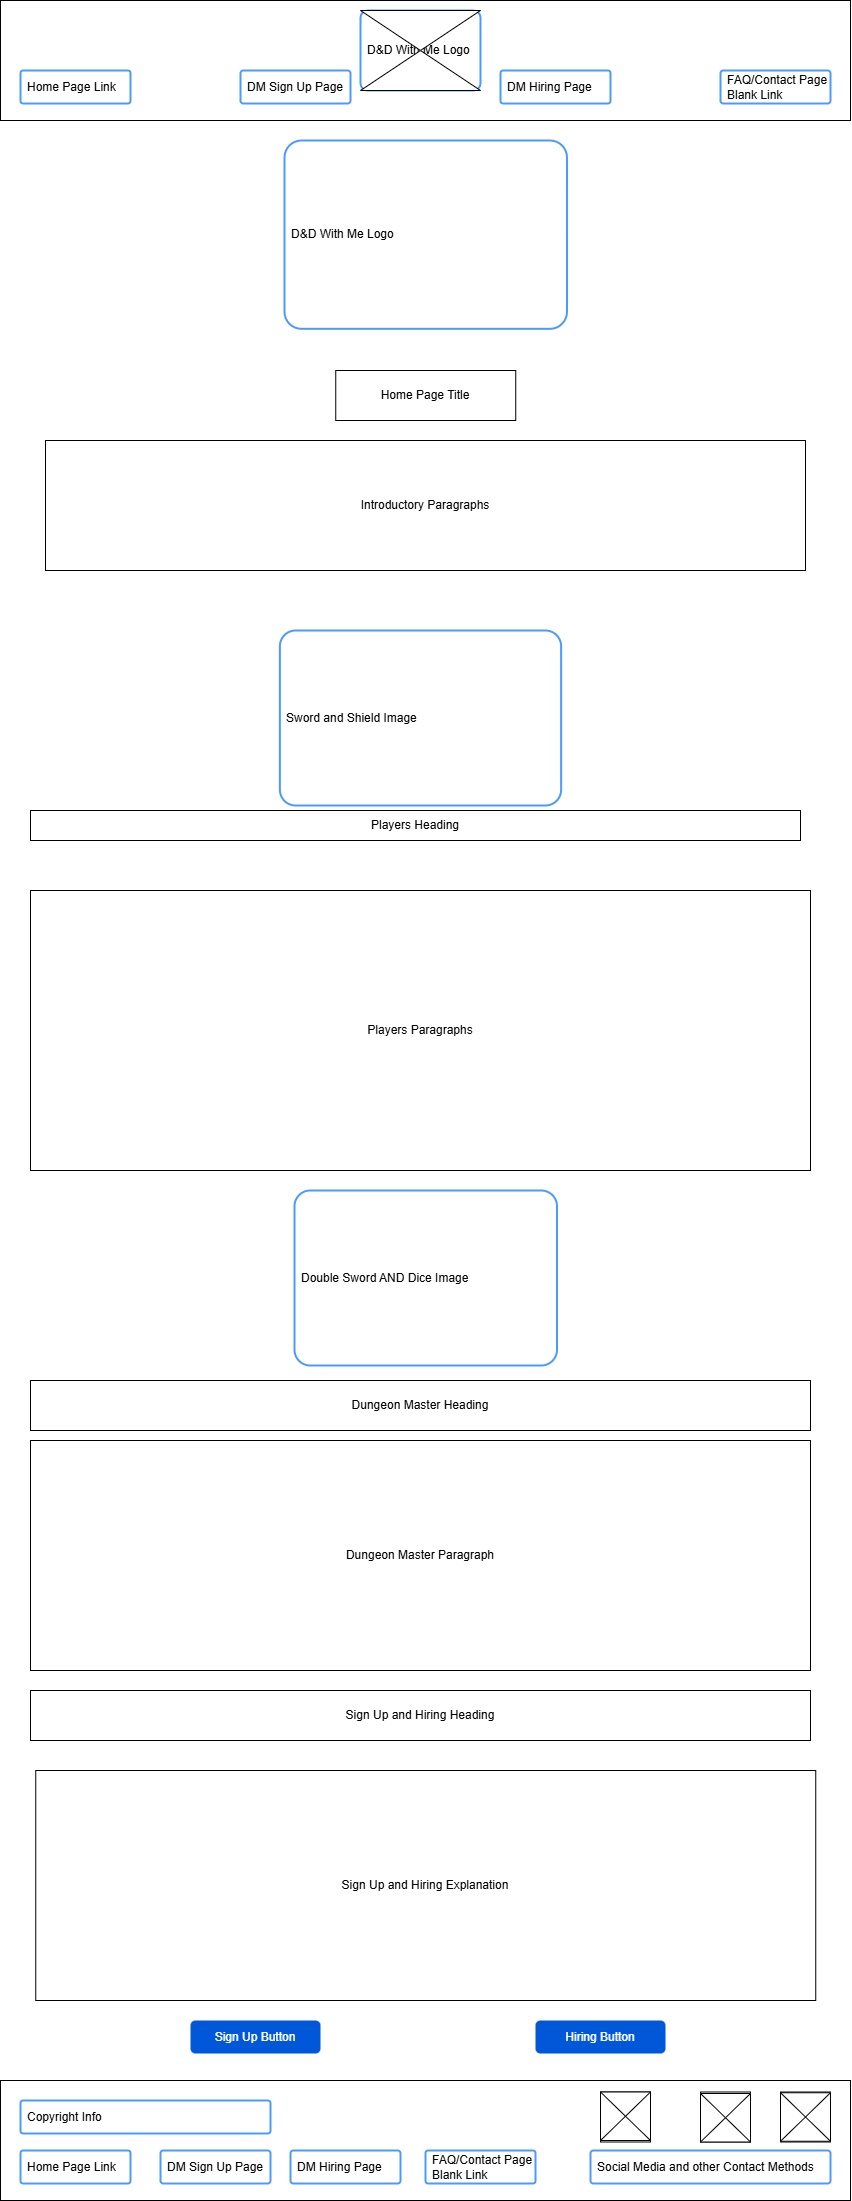 D&D With Me Logo
Home Page Link
DM Sign Up Page
DM Hiring Page
FAQ/Contact Page
Blank Link
D&D With Me Logo
Home Page Title
Introductory Paragraphs
Sword and Shield Image
Players Heading
Players Paragraphs
Double Sword AND Dice Image
Dungeon Master Heading
Dungeon Master Paragraph
Sign Up and Hiring Heading
Sign Up and Hiring Explanation
Sign Up Button
Hiring Button
Copyright Info
Home Page Link
DM Sign Up Page
DM Hiring Page
FAQ/Contact Page
Blank Link
Social Media and other Contact Methods